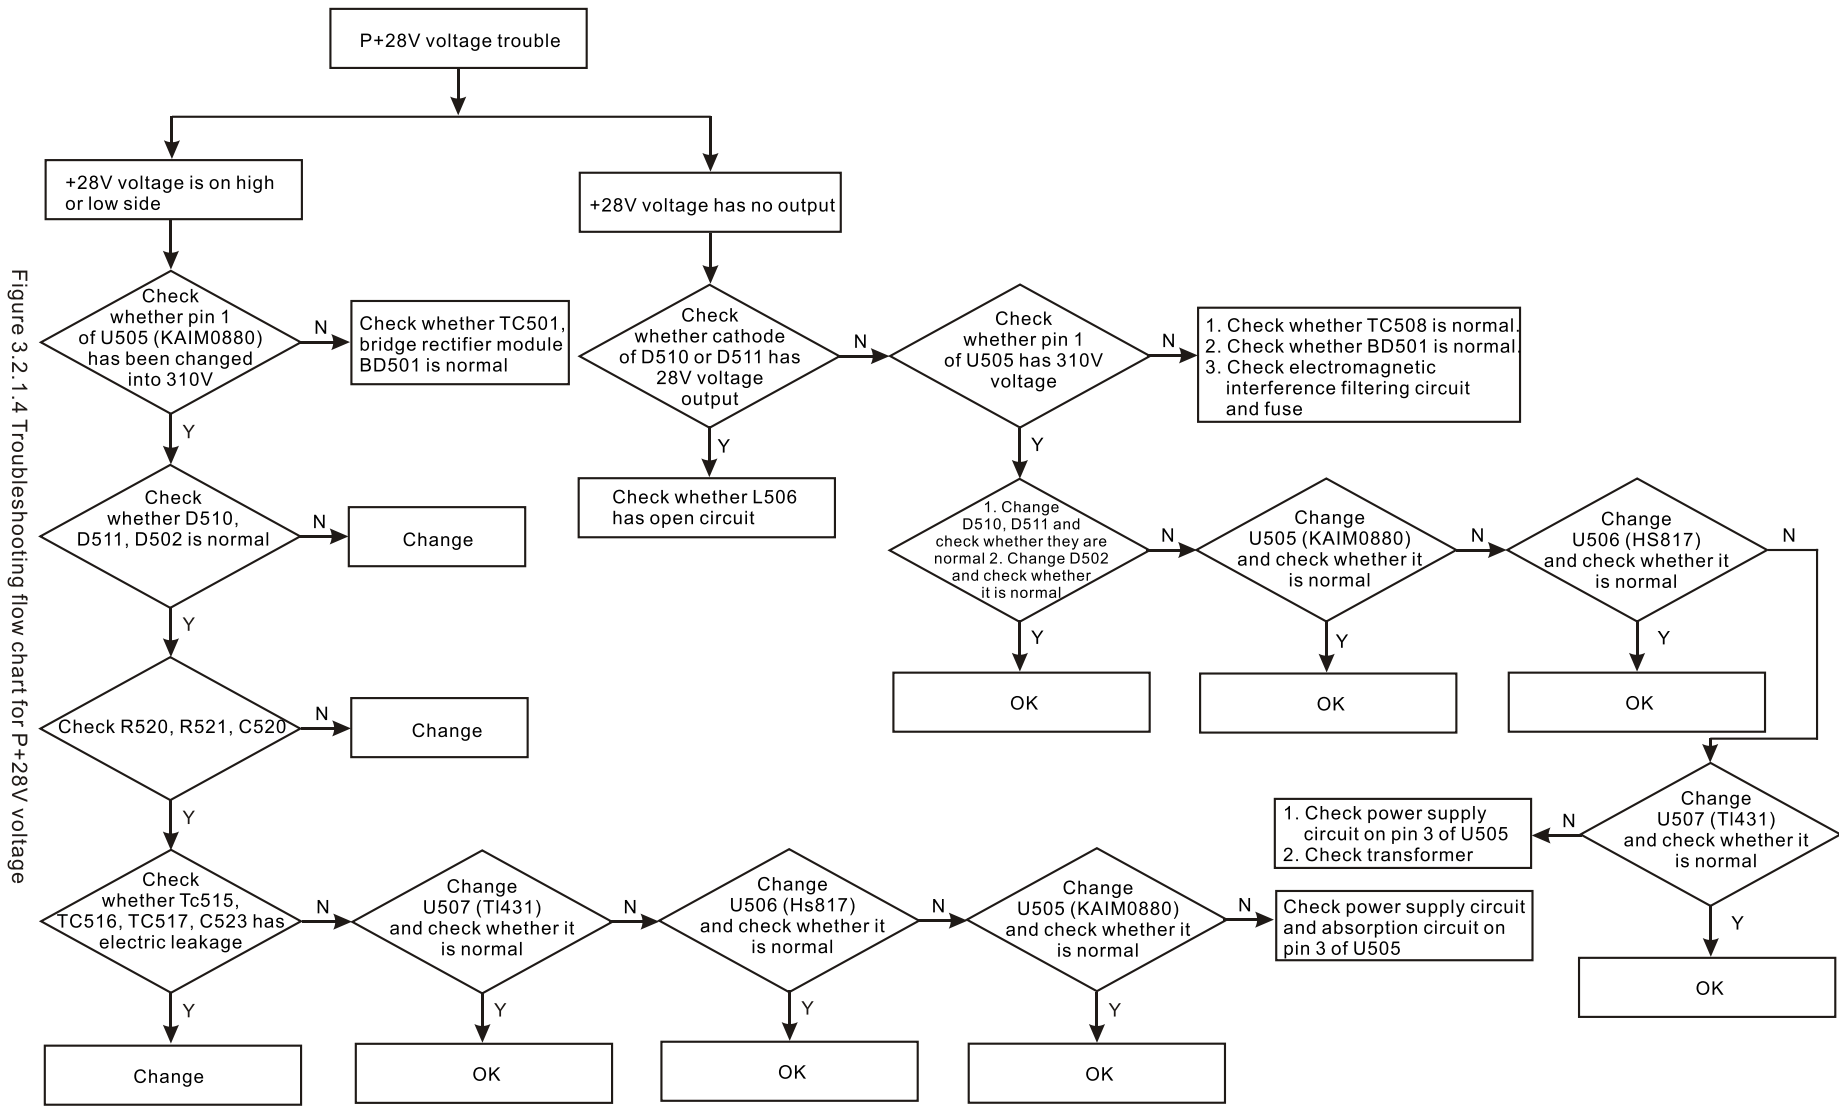 P+28V voltage trouble
+28V voltage is on high
or low side
+28V voltage has no output
Check
whether pin 1
of U505 (KAIM0880)
has been changed
into 310V
N
Check whether TC501,
bridge rectifier module
BD501 is normal
Y
Check
whether cathode
of D510 or D511 has
28V voltage
output
N
Y
Check whether L506
has open circuit
Check
whether pin 1
of U505 has 310V
voltage
N
1. Check whether TC508 is normal.
2. Check whether BD501 is normal.
3. Check electromagnetic
interference filtering circuit
and fuse
Y
Check
whether D510,
D511, D502 is normal
N
Change
Y
1. Change
D510, D511 and
check whether they are
normal 2. Change D502
and check whether
it is normal
N
Y
OK
Change
U505 (KAIM0880)
and check whether it
is normal
N
Y
OK
Change
U506 (HS817)
and check whether it
is normal
N
Y
OK
Check R520, R521, C520
N
Change
Y
Change
U507 (TI431)
and check whether it
is normal
N
1. Check power supply
circuit on pin 3 of U505
2. Check transformer
Y
OK
Check
whether Tc515,
TC516, TC517, C523 has
electric leakage
N
Y
Change
Change
U507 (TI431)
and check whether it
is normal
N
Y
OK
Change
U506 (Hs817)
and check whether it
is normal
N
Y
OK
Change
U505 (KAIM0880)
and check whether it
is normal
N
Y
OK
Check power supply circuit
and absorption circuit on
pin 3 of U505
Figure 3.2.1.4 Troubleshooting flow chart for P+28V voltage